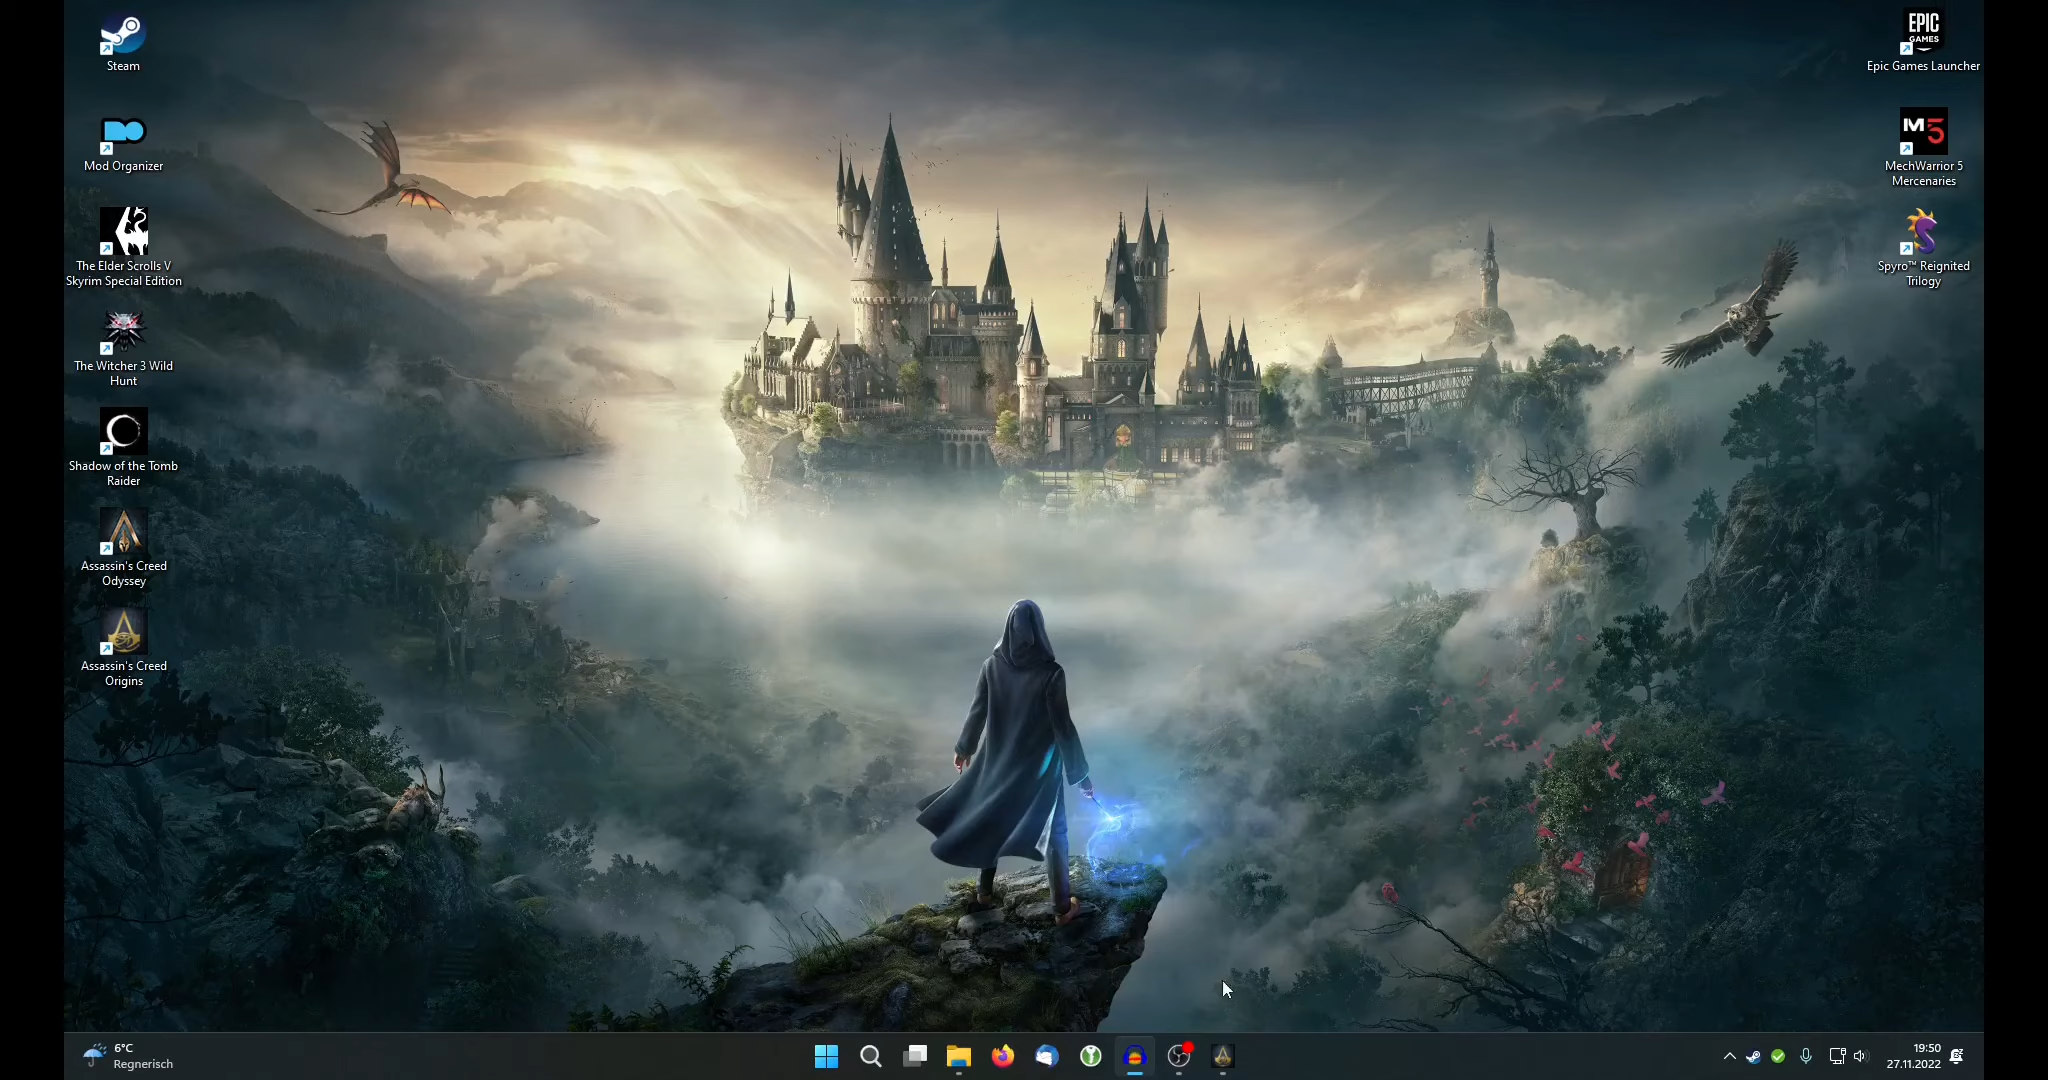 Steam
Mod Organizer
The Elder Scrolls V
Skyrim Special Edition
The Witcher 3 Wild
Hunt
Shadow of the Tomb
Raider
Assassin's Creed
Odyssey
Assassin's Creed
Origins
EPIC
GAMES
Epic Games Launcher
M5
MechWarrior 5
Mercenaries
Spyro™ Reignited
Trilogy
6°C
Regnerisch
19:50
27.11.2022